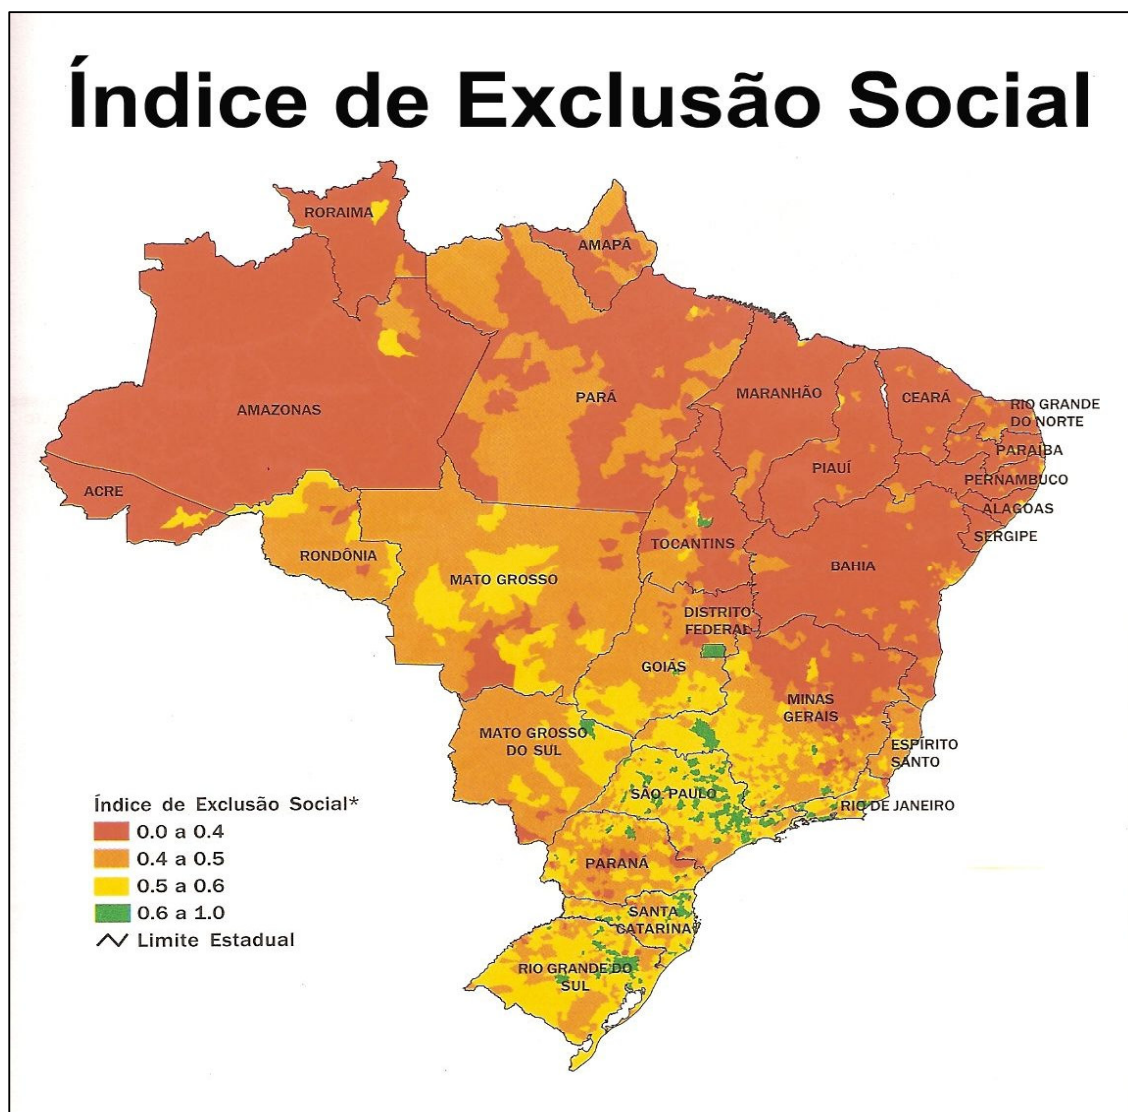 Índice de Exclusão Social
RORAIMA
AMAPÁ
AMAZONAS
PARÁ
MARANHÃO
CEARÁ
RIO GRANDE
DO NORTE
PARAÍBA
PIAUÍ
PERNAMBUCO
ACRE
ALAGOAS
SERGIPE
RONDÔNIA
TOCANTINS
BAHIA
MATO GROSSO
DISTRITO
FEDERAL
GOIÁS
MINAS
GERAIS
MATO GROSSO
DO SUL
ESPÍRITO
SANTO
SÃO PAULO
RIO DE JANEIRO
PARANÁ
SANTA
CATARINA
RIO GRANDE DO
SUL
Índice de Exclusão Social*
0.0 a 0.4
0.4 a 0.5
0.5 a 0.6
0.6 a 1.0
Limite Estadual